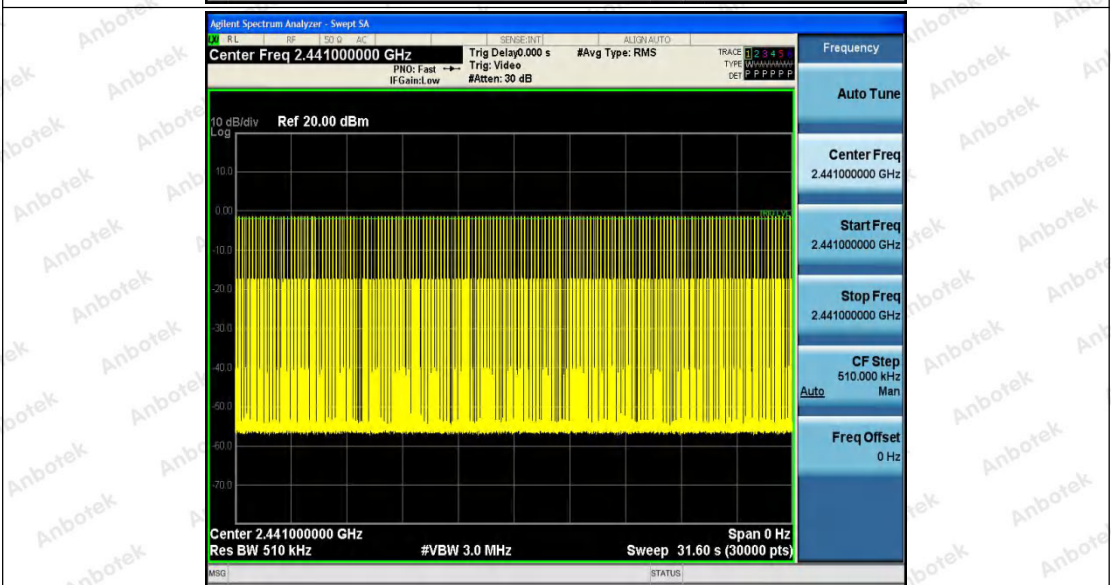 Agilent Spectrum Analyzer - Swept SA
RL RF 50 Ω AC SENSE:INT ALIGN AUTO
Center Freq 2.441000000 GHz
PNO: Fast
IFGain:Low
Trig Delay0.000 s
Trig: Video
#Atten: 30 dB
#Avg Type: RMS
TRACE 1 2 3 4 5 6
TYPE
DET P P P P P P
10 dB/div
Log
Ref 20.00 dBm
10.0
0.00
-10.0
-20.0
-30.0
-40.0
-50.0
-60.0
-70.0
TRIG LVL
Center 2.441000000 GHz
Span 0 Hz
Res BW 510 kHz
#VBW 3.0 MHz
Sweep 31.60 s (30000 pts)
MSG
STATUS
Frequency
Auto Tune
Center Freq
2.441000000 GHz
Start Freq
2.441000000 GHz
Stop Freq
2.441000000 GHz
CF Step
510.000 kHz
Auto Man
Freq Offset
0 Hz
Anbotek